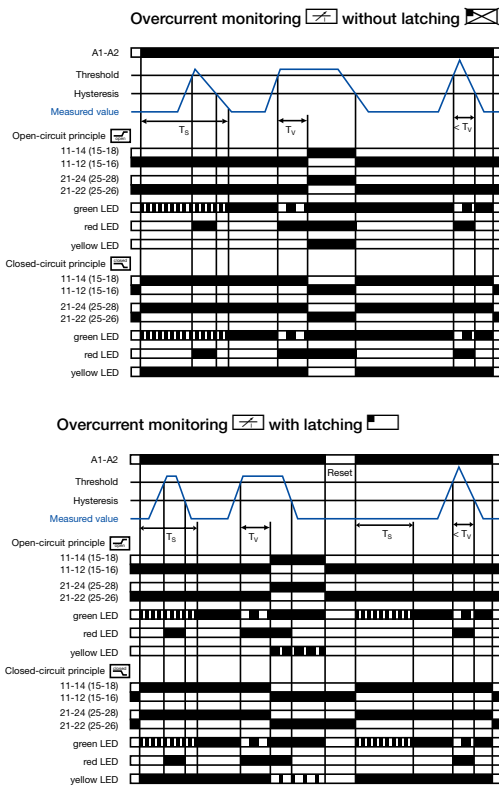 Overcurrent monitoring without latching
A1-A2
Threshold
Hysteresis
Measured value
TS
TV
< TV
Open-circuit principle open
11-14 (15-18)
11-12 (15-16)
21-24 (25-28)
21-22 (25-26)
green LED
red LED
yellow LED
Closed-circuit principle closed
11-14 (15-18)
11-12 (15-16)
21-24 (25-28)
21-22 (25-26)
green LED
red LED
yellow LED
Overcurrent monitoring with latching
A1-A2
Reset
Threshold
Hysteresis
Measured value
TS
TV
TS
< TV
Open-circuit principle open
11-14 (15-18)
11-12 (15-16)
21-24 (25-28)
21-22 (25-26)
green LED
red LED
yellow LED
Closed-circuit principle closed
11-14 (15-18)
11-12 (15-16)
21-24 (25-28)
21-22 (25-26)
green LED
red LED
yellow LED